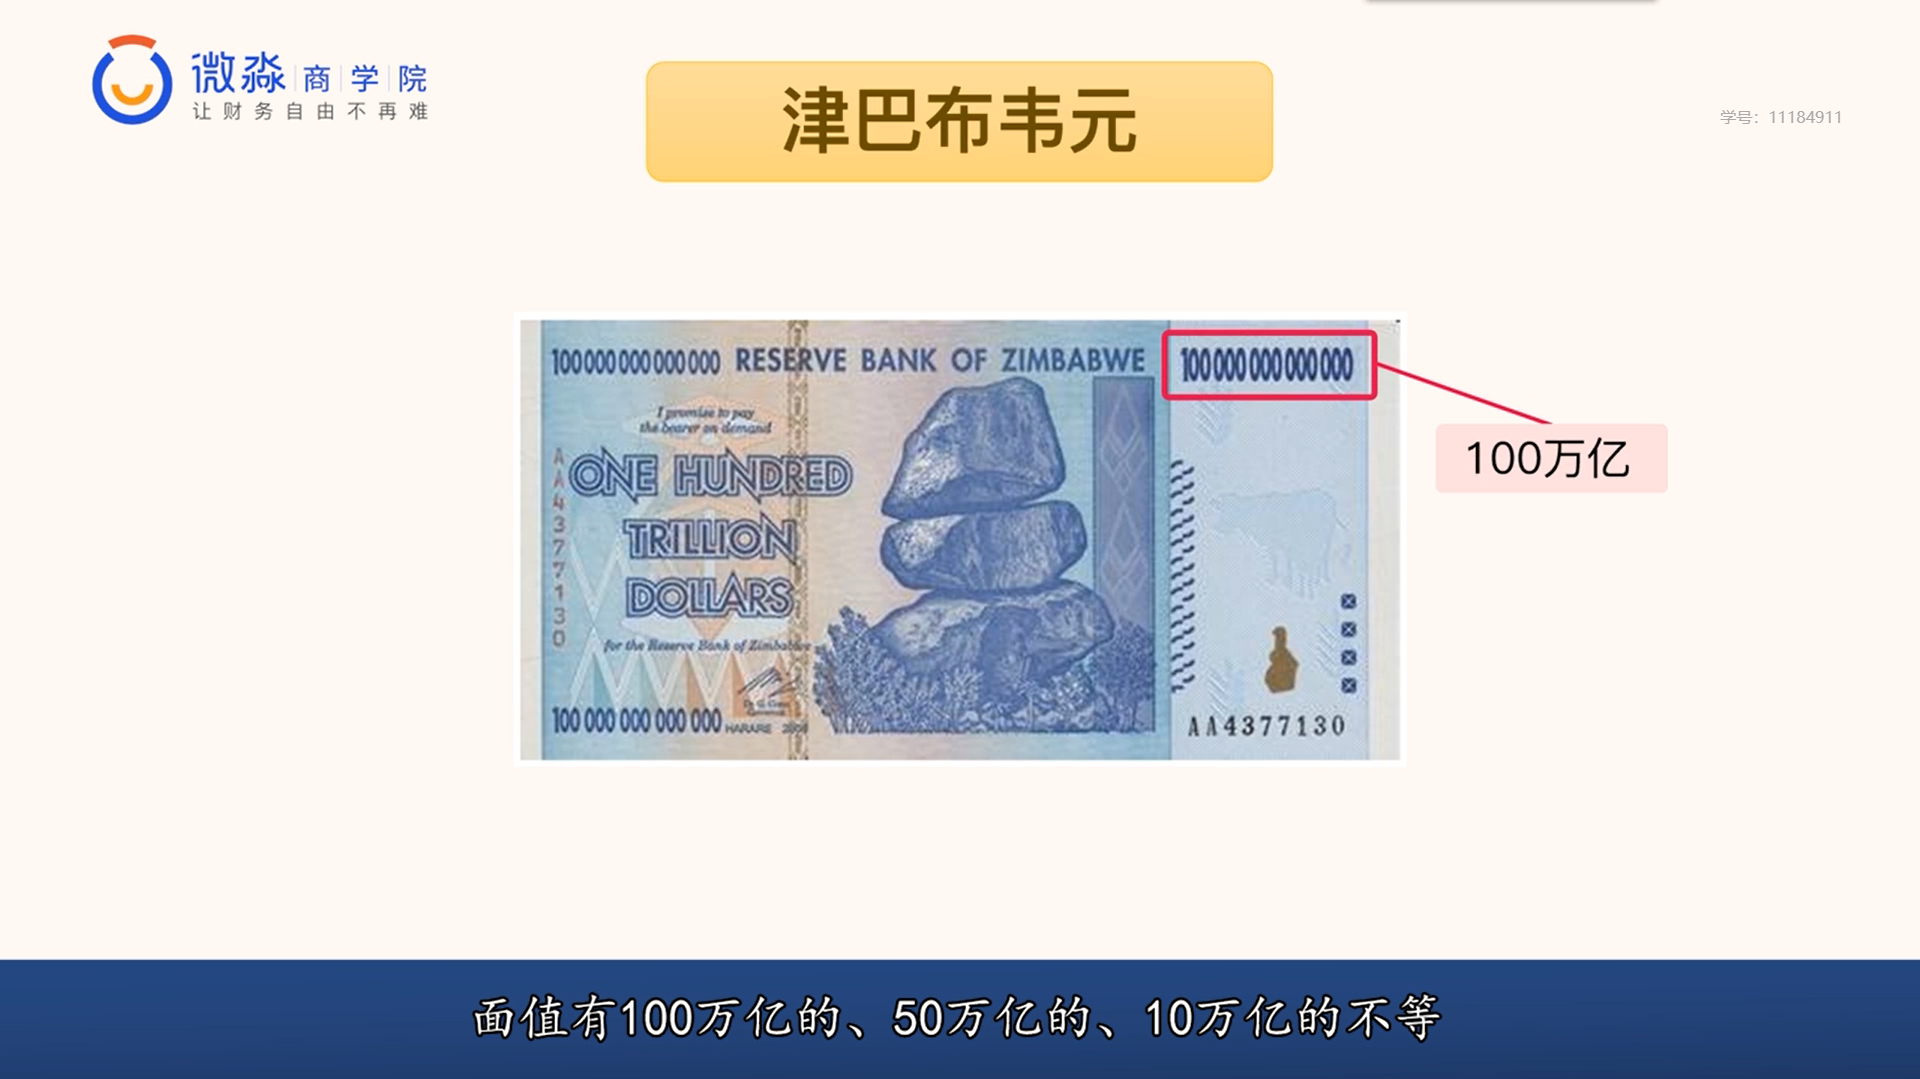 微淼 商 学 院
让财务自由不再难
津巴布韦元
学号：11184911
100 000 000 000 000 RESERVE BANK OF ZIMBABWE 100 000 000 000 000
I promise to pay
the bearer on demand
ONE HUNDRED
TRILLION
DOLLARS
for the Reserve Bank of Zimbabwe
AA4377130
100 000 000 000 000 HARARE
AA4377130
100万亿
面值有100万亿的、50万亿的、10万亿的不等